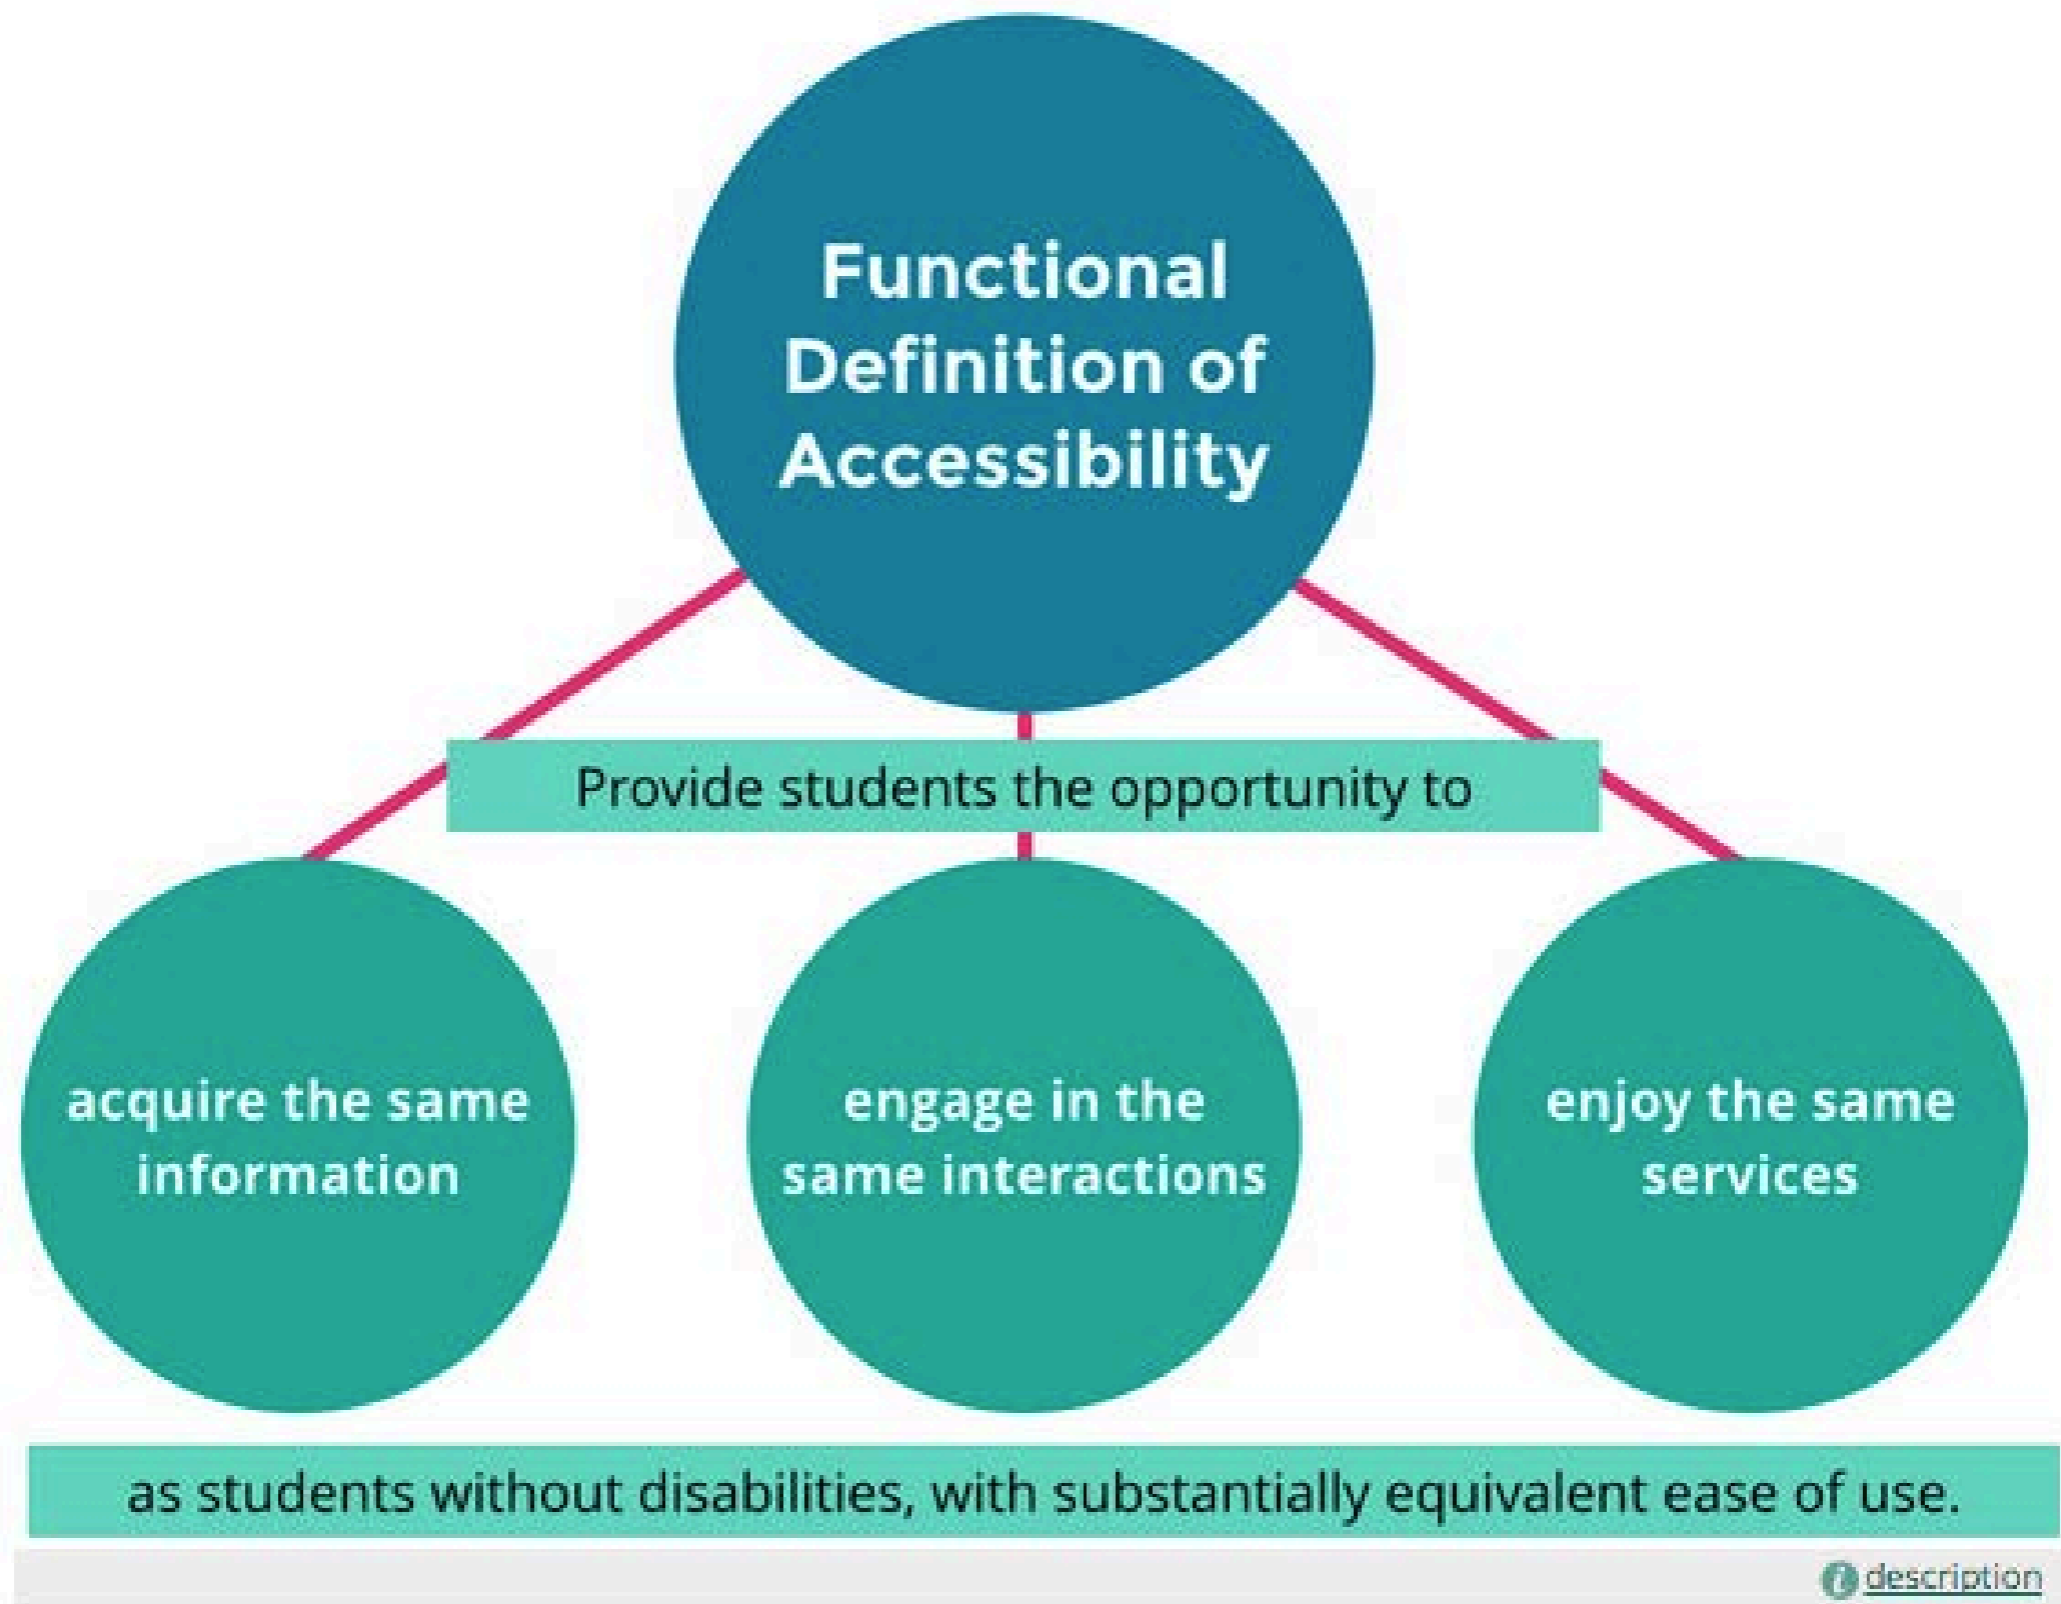 Functional
Definition of
Accessibility
Provide students the opportunity to
acquire the same
information
engage in the
same interactions
enjoy the same
services
as students without disabilities, with substantially equivalent ease of use.
i description